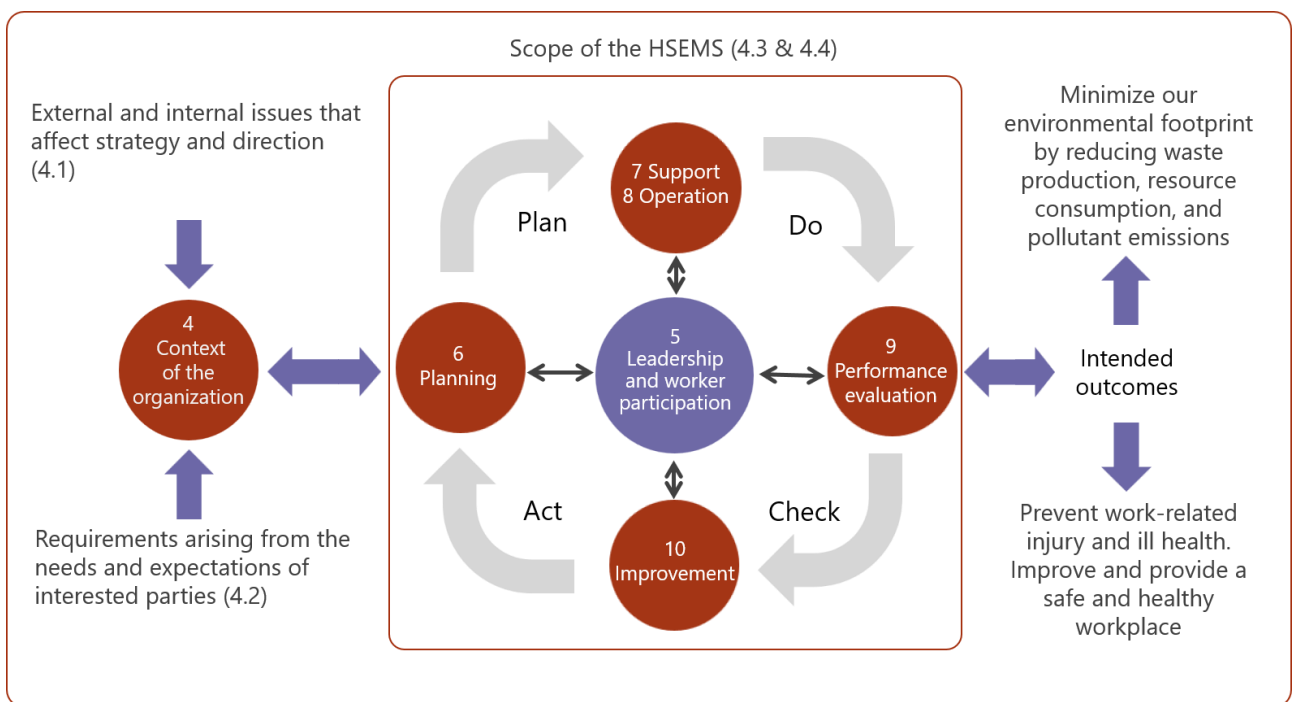 Scope of the HSEMS (4.3 & 4.4)
External and internal issues that
affect strategy and direction
(4.1)
4
Context
of the
organization
Requirements arising from the
needs and expectations of
interested parties (4.2)
Plan
7 Support
8 Operation
Do
6
Planning
5
Leadership
and worker
participation
9
Performance
evaluation
Act
10
Improvement
Check
Minimize our
environmental footprint
by reducing waste
production, resource
consumption, and
pollutant emissions
Intended
outcomes
Prevent work-related
injury and ill health.
Improve and provide a
safe and healthy
workplace